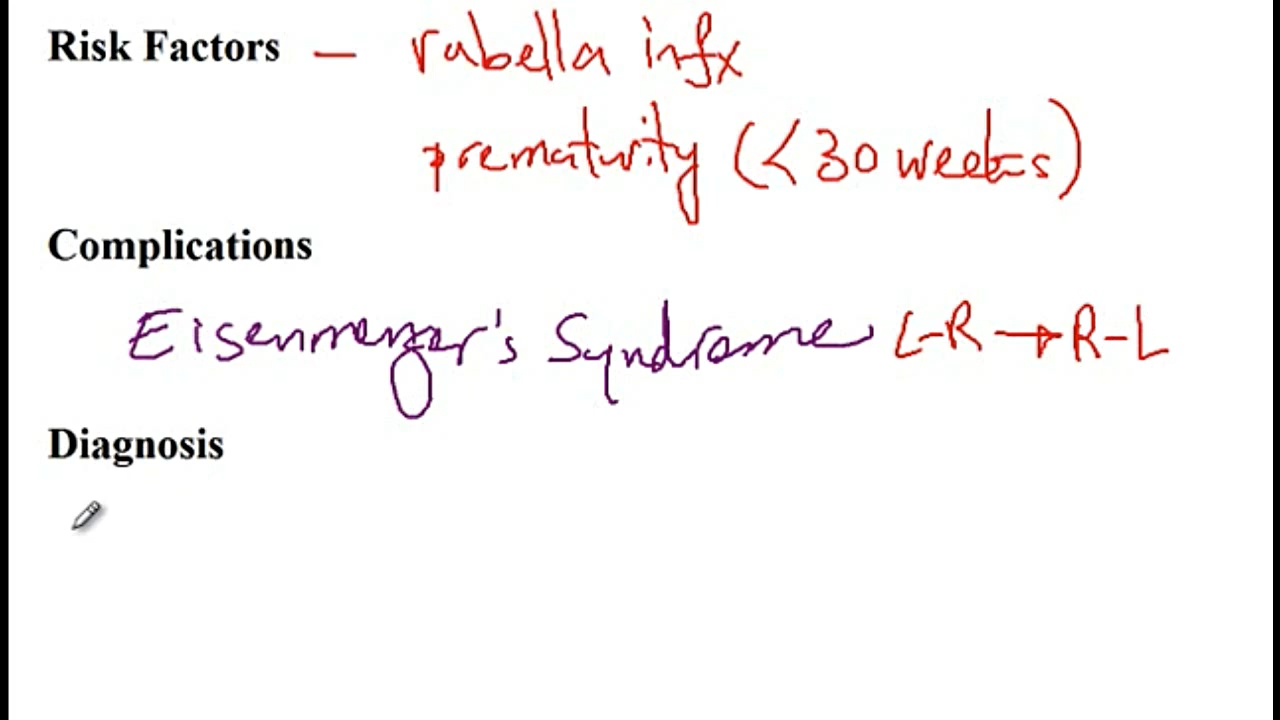 Risk Factors – rubella infx
prematurity (<30 weeks)
Complications
Eisenmenger's Syndrome L-R → R-L
Diagnosis